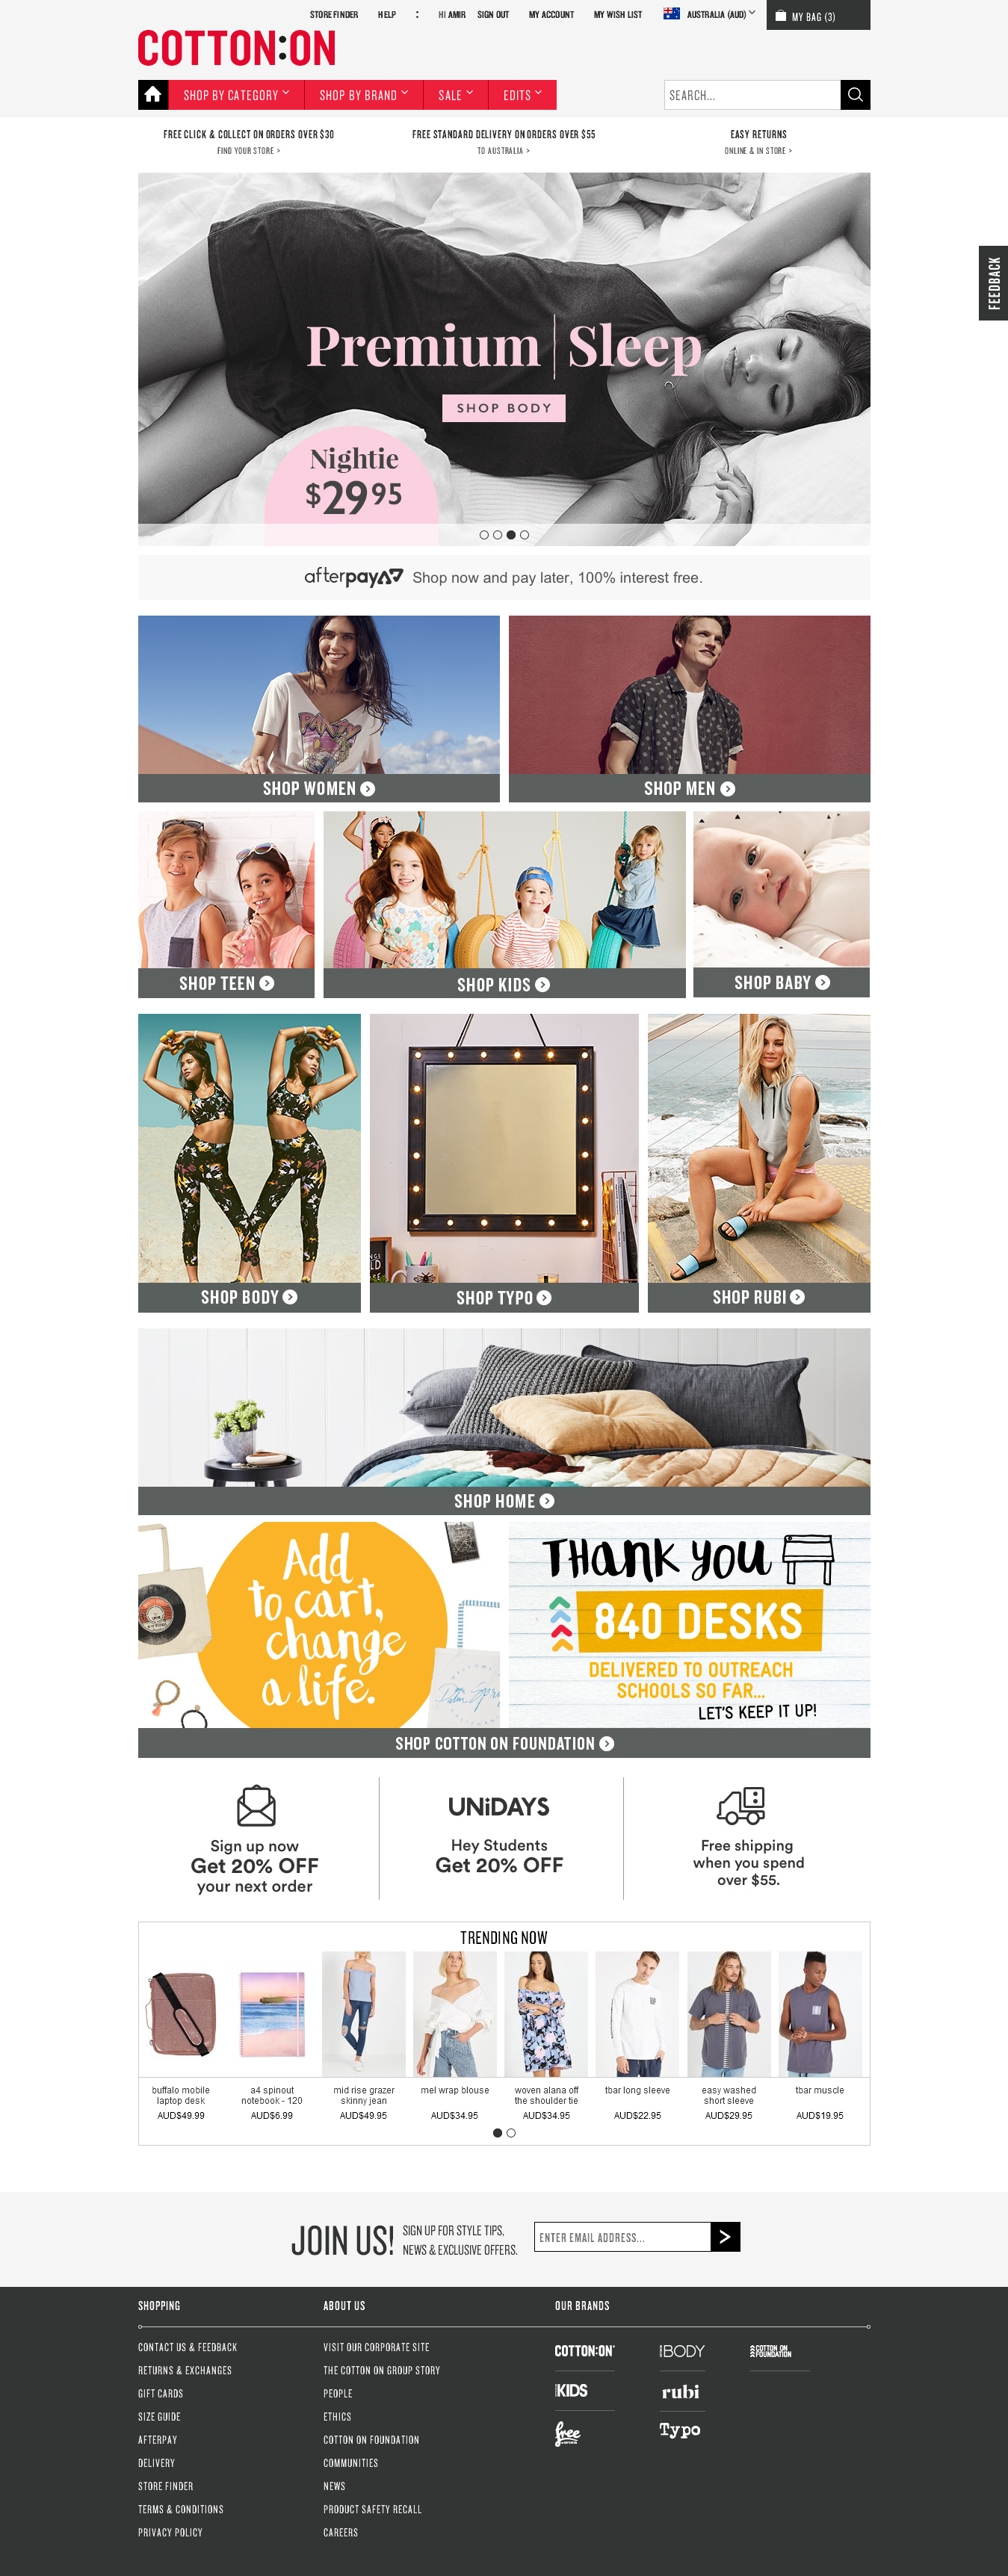 STORE FINDER HELP : HI AMIR SIGN OUT MY ACCOUNT MY WISH LIST AUSTRALIA (AUD) MY BAG (3)
COTTON:ON
SHOP BY CATEGORY SHOP BY BRAND SALE EDITS SEARCH...
FREE CLICK & COLLECT ON ORDERS OVER $30 FREE STANDARD DELIVERY ON ORDERS OVER $55 EASY RETURNS
FIND YOUR STORE > TO AUSTRALIA > ONLINE & IN STORE >
FEEDBACK
Premium | Sleep
SHOP BODY
Nightie
$29.95
afterpay Shop now and pay later, 100% interest free.
SHOP WOMEN SHOP MEN
SHOP TEEN SHOP KIDS SHOP BABY
SHOP BODY SHOP TYPO SHOP RUBI
SHOP HOME
Add
to cart,
change
a life.
THANK YOU
840 DESKS
DELIVERED TO OUTREACH
SCHOOLS SO FAR...
LET'S KEEP IT UP!
SHOP COTTON ON FOUNDATION
Sign up now
Get 20% OFF
your next order
UNiDAYS
Hey Students
Get 20% OFF
Free shipping
when you spend
over $55.
TRENDING NOW
buffalo mobile
laptop desk
AUD$49.99
a4 spinout
notebook - 120
AUD$6.99
mid rise grazer
skinny jean
AUD$49.95
mel wrap blouse
AUD$34.95
woven alana off
the shoulder tie
AUD$34.95
tbar long sleeve
AUD$22.95
easy washed
short sleeve
AUD$29.95
tbar muscle
AUD$19.95
JOIN US! SIGN UP FOR STYLE TIPS,
NEWS & EXCLUSIVE OFFERS.
ENTER EMAIL ADDRESS...
SHOPPING
CONTACT US & FEEDBACK
RETURNS & EXCHANGES
GIFT CARDS
SIZE GUIDE
AFTERPAY
DELIVERY
STORE FINDER
TERMS & CONDITIONS
PRIVACY POLICY
ABOUT US
VISIT OUR CORPORATE SITE
THE COTTON ON GROUP STORY
PEOPLE
ETHICS
COTTON ON FOUNDATION
COMMUNITIES
NEWS
PRODUCT SAFETY RECALL
CAREERS
OUR BRANDS
COTTON:ON
BODY
COTTON ON
FOUNDATION
KIDS
rubi
free
Typo